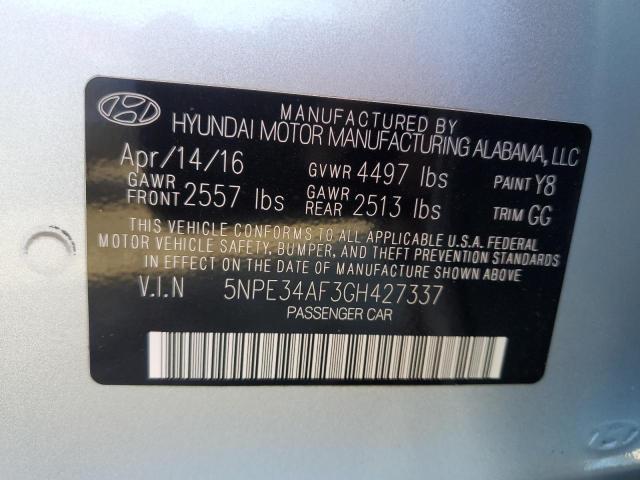 MANUFACTURED BY
HYUNDAI MOTOR MANUFACTURING ALABAMA, LLC
Apr/14/16 GVWR 4497 lbs PAINT Y8
GAWR FRONT 2557 lbs GAWR REAR 2513 lbs TRIM GG
THIS VEHICLE CONFORMS TO ALL APPLICABLE U.S.A. FEDERAL
MOTOR VEHICLE SAFETY, BUMPER, AND THEFT PREVENTION
STANDARDS IN EFFECT ON THE DATE OF MANUFACTURE SHOWN ABOVE.
V.I.N 5NPE34AF3GH427337
PASSENGER CAR